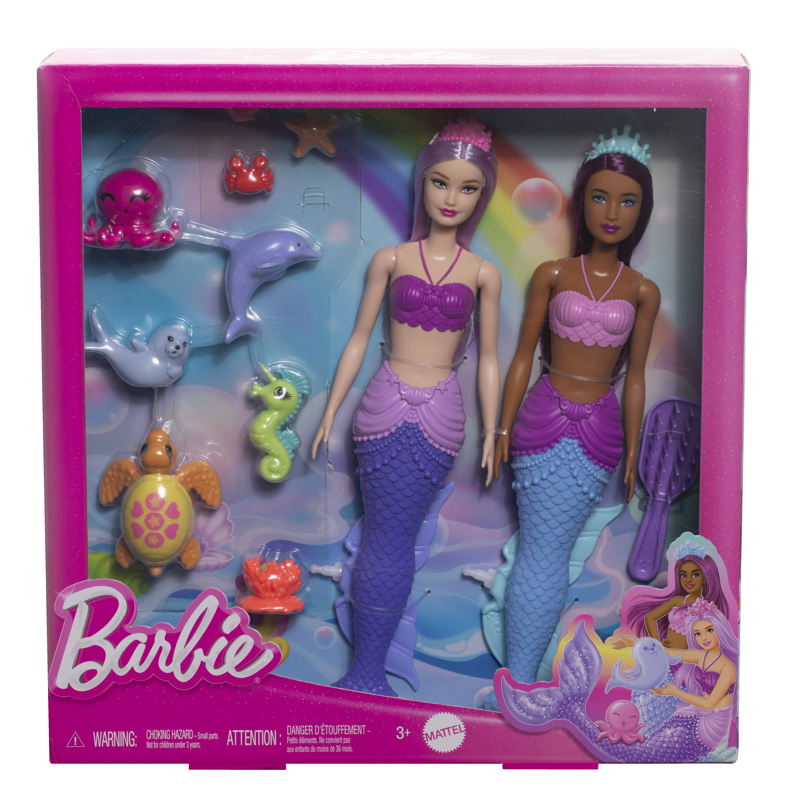 Barbie®
WARNING:
CHOKING HAZARD – Small parts.
Not for children under 3 years.
ATTENTION :
DANGER D'ÉTOUFFEMENT –
Petits éléments. Ne convient pas
aux enfants de moins de 36 mois.
3+
MATTEL